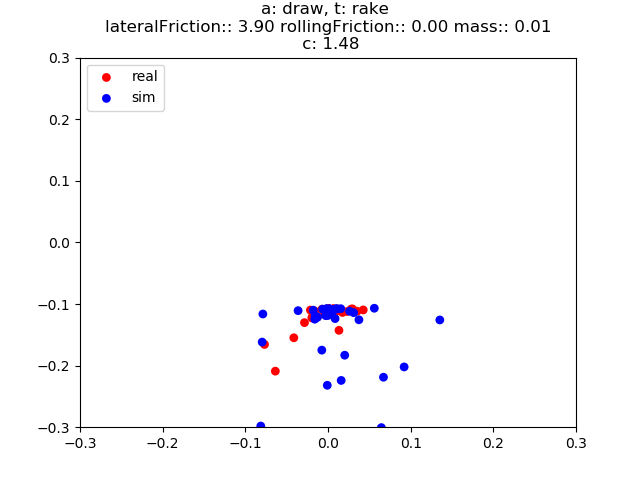 a: draw, t: rake
lateralFriction:: 3.90 rollingFriction:: 0.00 mass:: 0.01
c: 1.48
real
sim
0.3
0.2
0.1
0.0
−0.1
−0.2
−0.3
−0.3 −0.2 −0.1 0.0 0.1 0.2 0.3